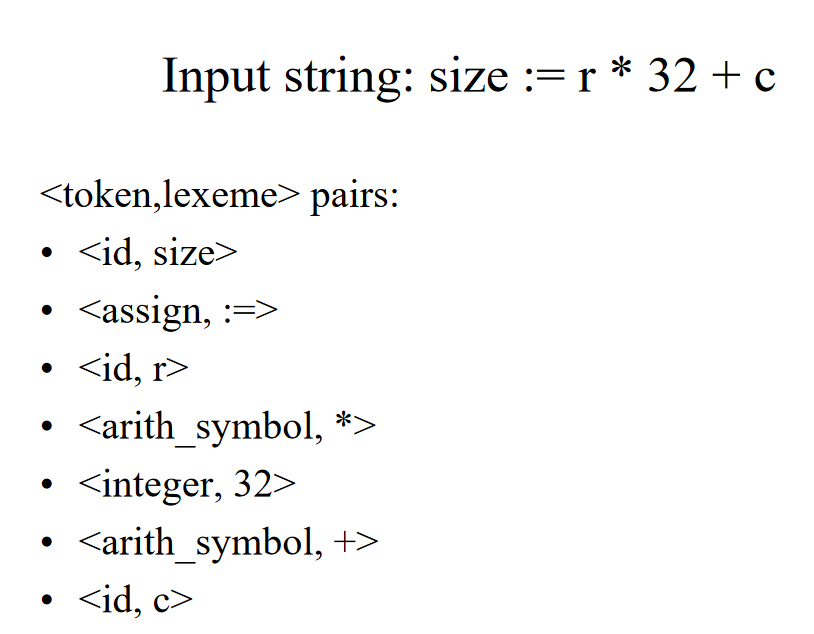 Input string: size := r * 32 + c
<token,lexeme> pairs:
• <id, size>
• <assign, :=>
• <id, r>
• <arith_symbol, *>
• <integer, 32>
• <arith_symbol, +>
• <id, c>